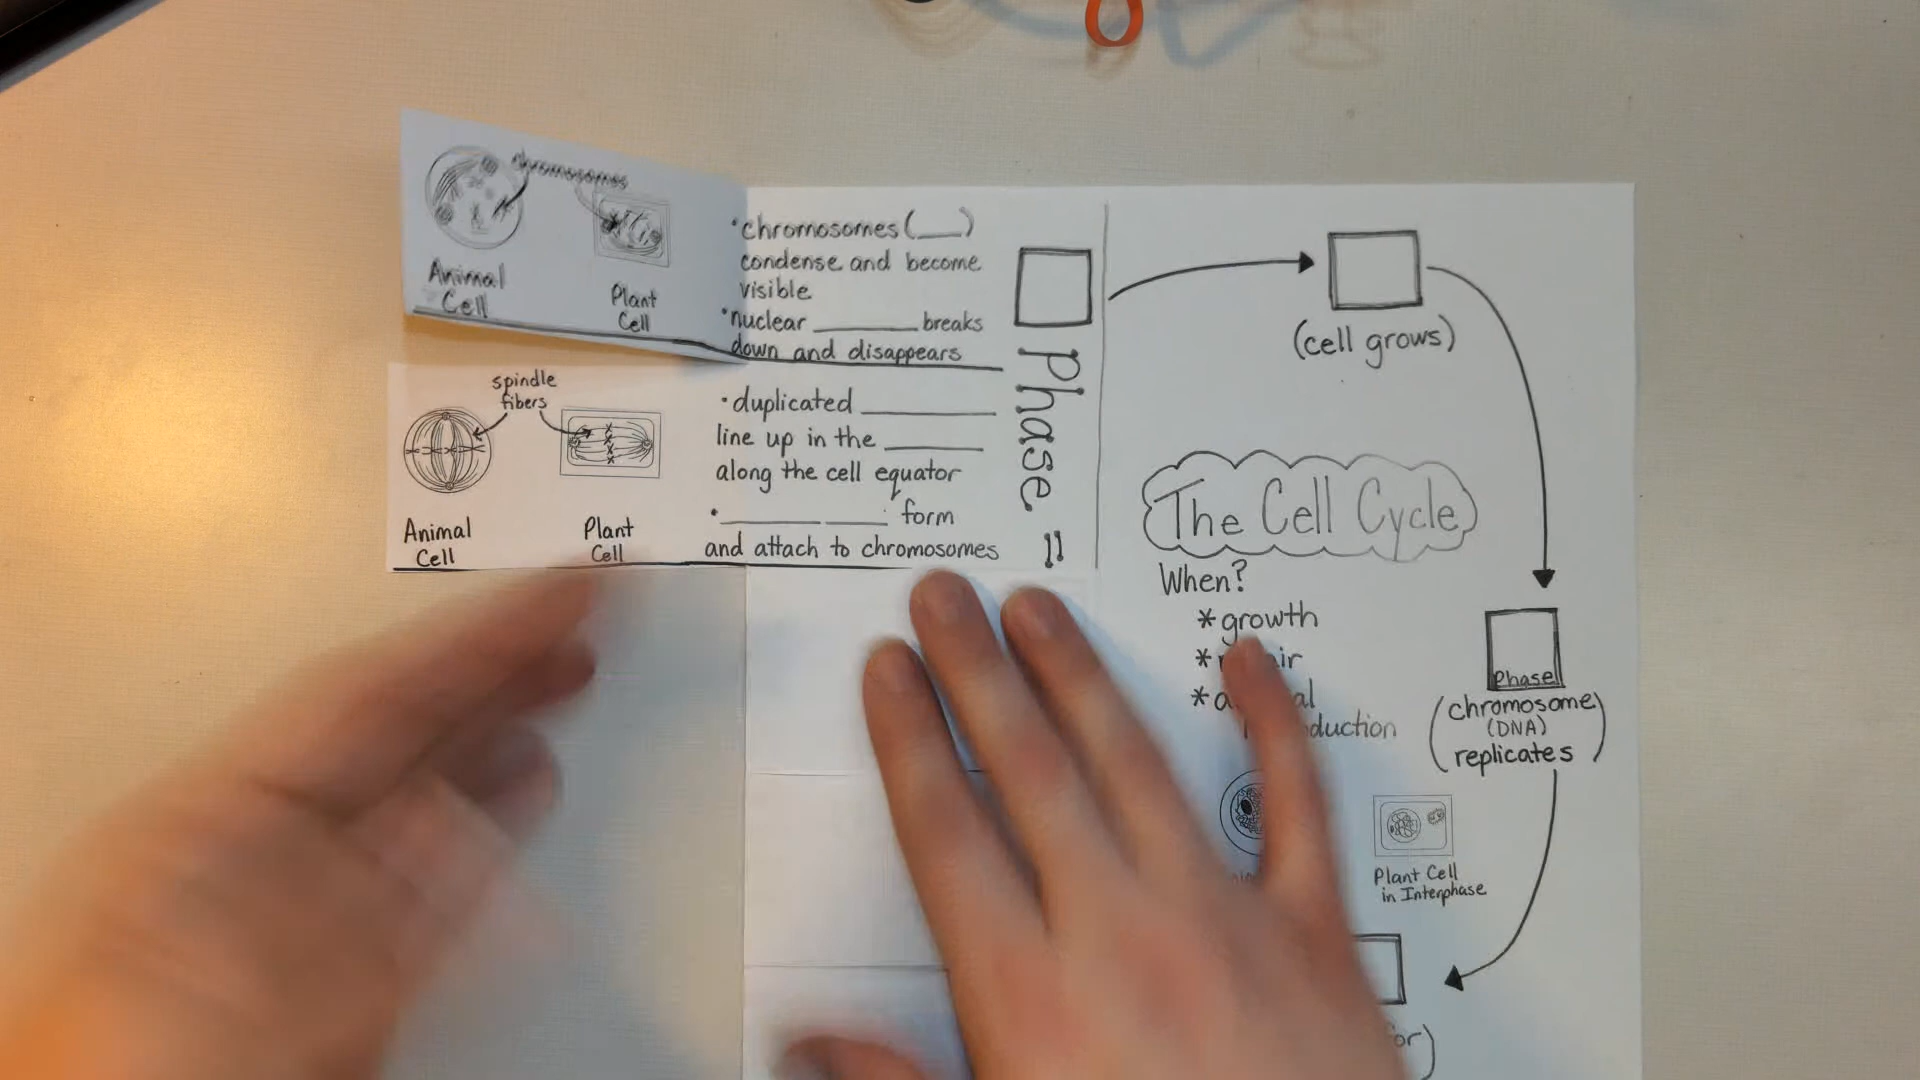 chromosomes
Animal
Cell
Plant
Cell
•chromosomes (___)
condense and become
visible
•nuclear ________ breaks
down and disappears
spindle
fibers
Animal
Cell
Plant
Cell
•duplicated __________
line up in the _______
along the cell equator
•________ _____ form
and attach to chromosomes
Phase =
(cell grows)
The Cell Cycle
When?
*growth
*
*
Phase
(chromosome)
(DNA)
replicates
Plant Cell
in Interphase